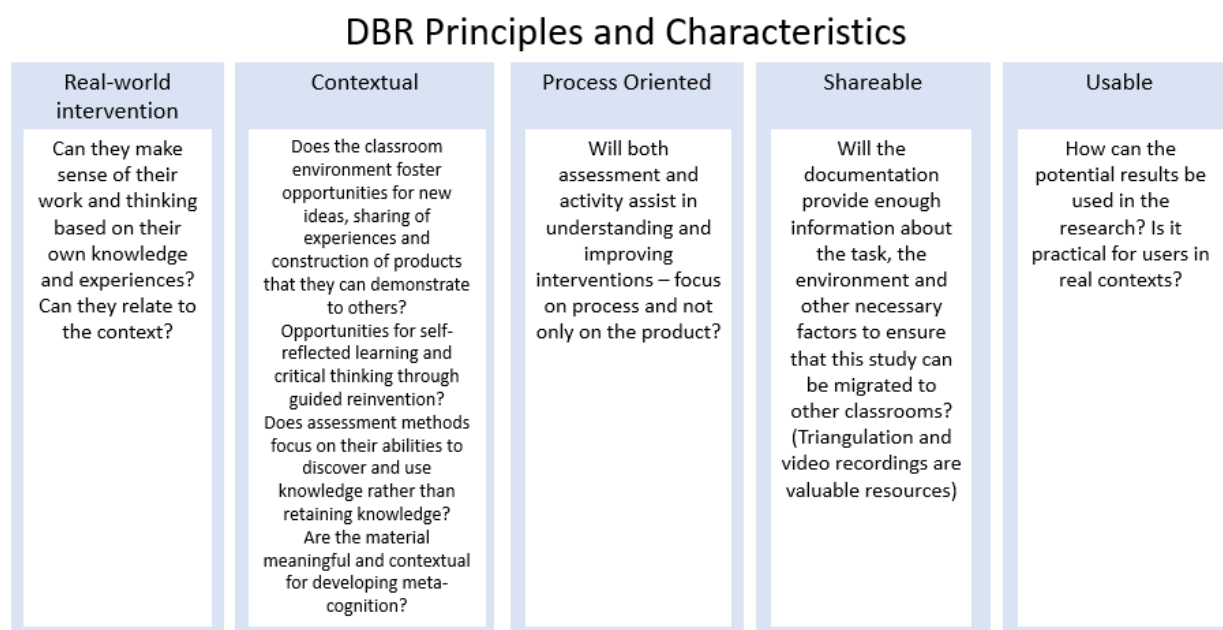 DBR Principles and Characteristics
Real-world
intervention
Can they make
sense of their
work and thinking
based on their
own knowledge
and experiences?
Can they relate to
the context?
Contextual
Does the classroom
environment foster
opportunities for new
ideas, sharing of
experiences and
construction of products
that they can demonstrate
to others?
Opportunities for self-
reflected learning and
critical thinking through
guided reinvention?
Does assessment methods
focus on their abilities to
discover and use
knowledge rather than
retaining knowledge?
Are the material
meaningful and contextual
for developing meta-
cognition?
Process Oriented
Will both
assessment and
activity assist in
understanding and
improving
interventions – focus
on process and not
only on the product?
Shareable
Will the
documentation
provide enough
information about
the task, the
environment and
other necessary
factors to ensure
that this study can
be migrated to
other classrooms?
(Triangulation and
video recordings are
valuable resources)
Usable
How can the
potential results be
used in the
research? Is it
practical for users in
real contexts?